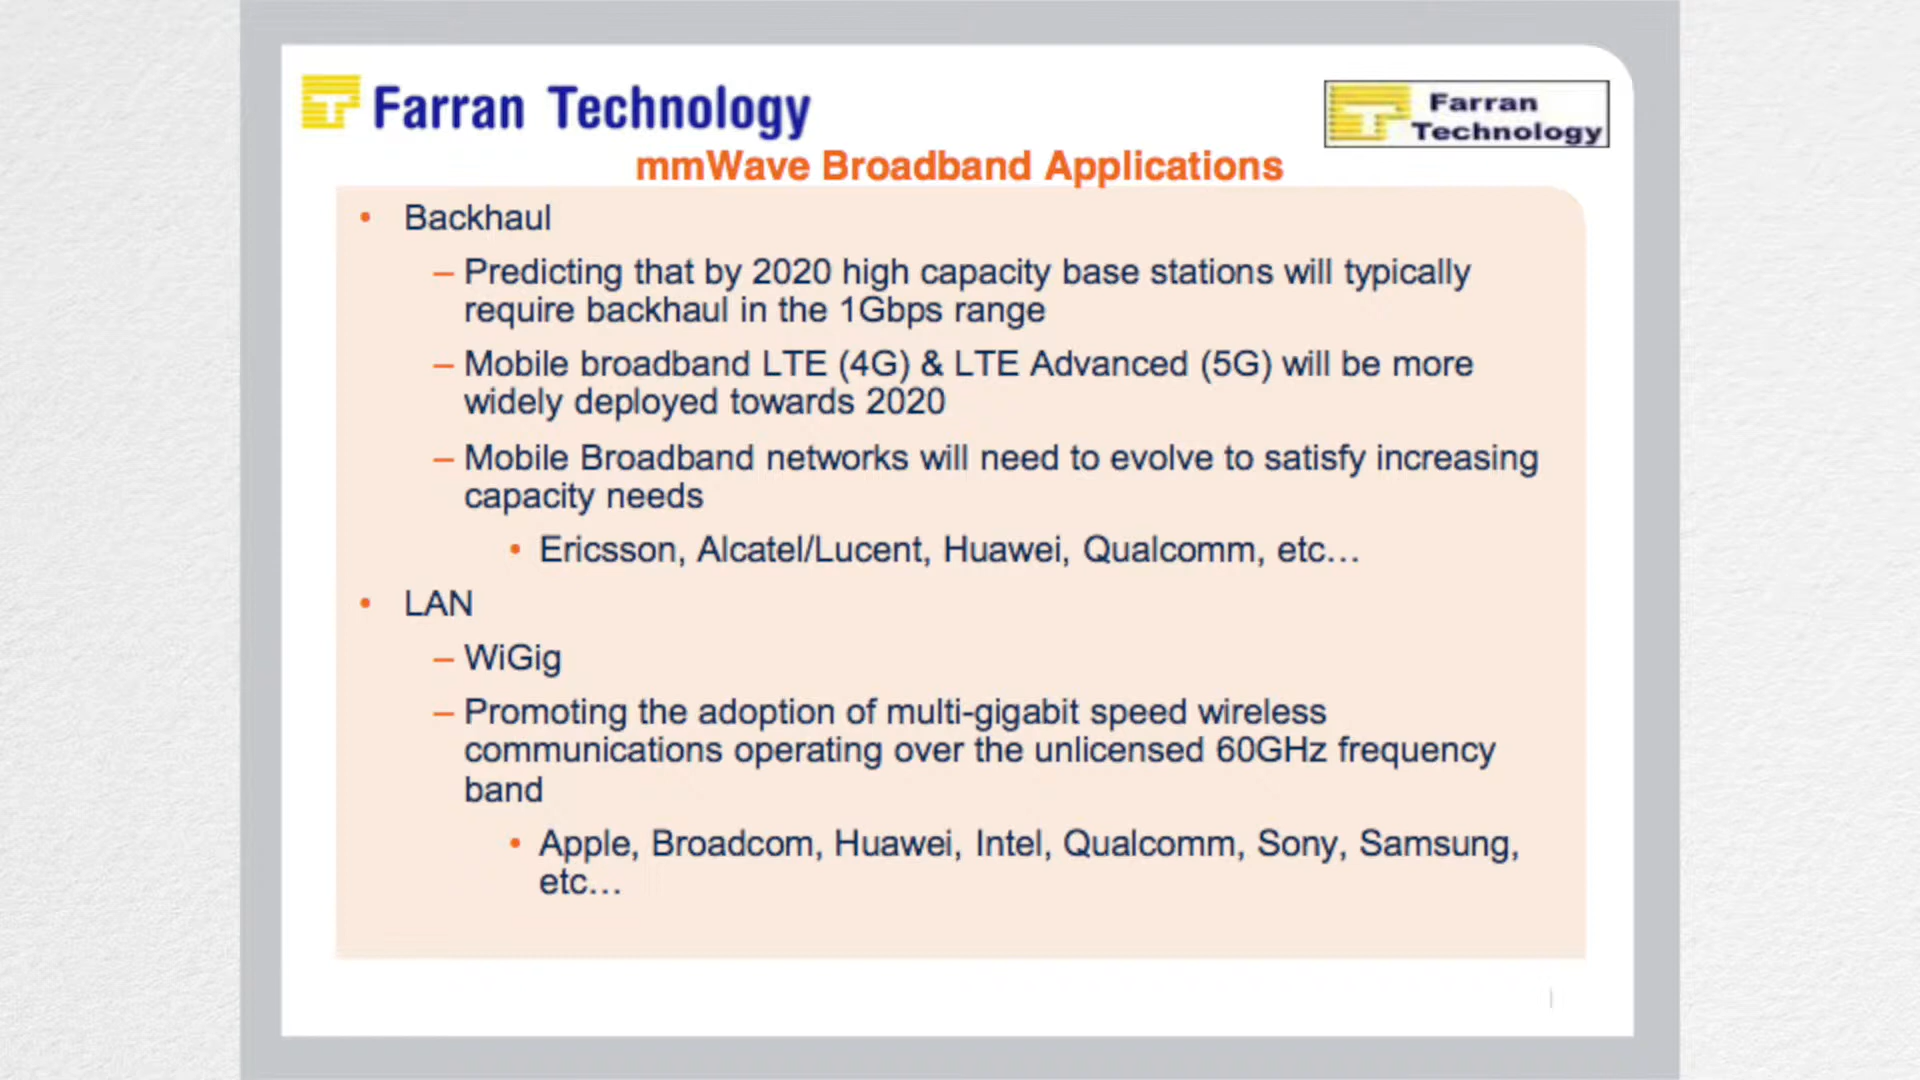 Farran Technology
Farran
Technology
mmWave Broadband Applications
• Backhaul
– Predicting that by 2020 high capacity base stations will typically
require backhaul in the 1Gbps range
– Mobile broadband LTE (4G) & LTE Advanced (5G) will be more
widely deployed towards 2020
– Mobile Broadband networks will need to evolve to satisfy increasing
capacity needs
• Ericsson, Alcatel/Lucent, Huawei, Qualcomm, etc…
• LAN
– WiGig
– Promoting the adoption of multi-gigabit speed wireless
communications operating over the unlicensed 60GHz frequency
band
• Apple, Broadcom, Huawei, Intel, Qualcomm, Sony, Samsung,
etc…